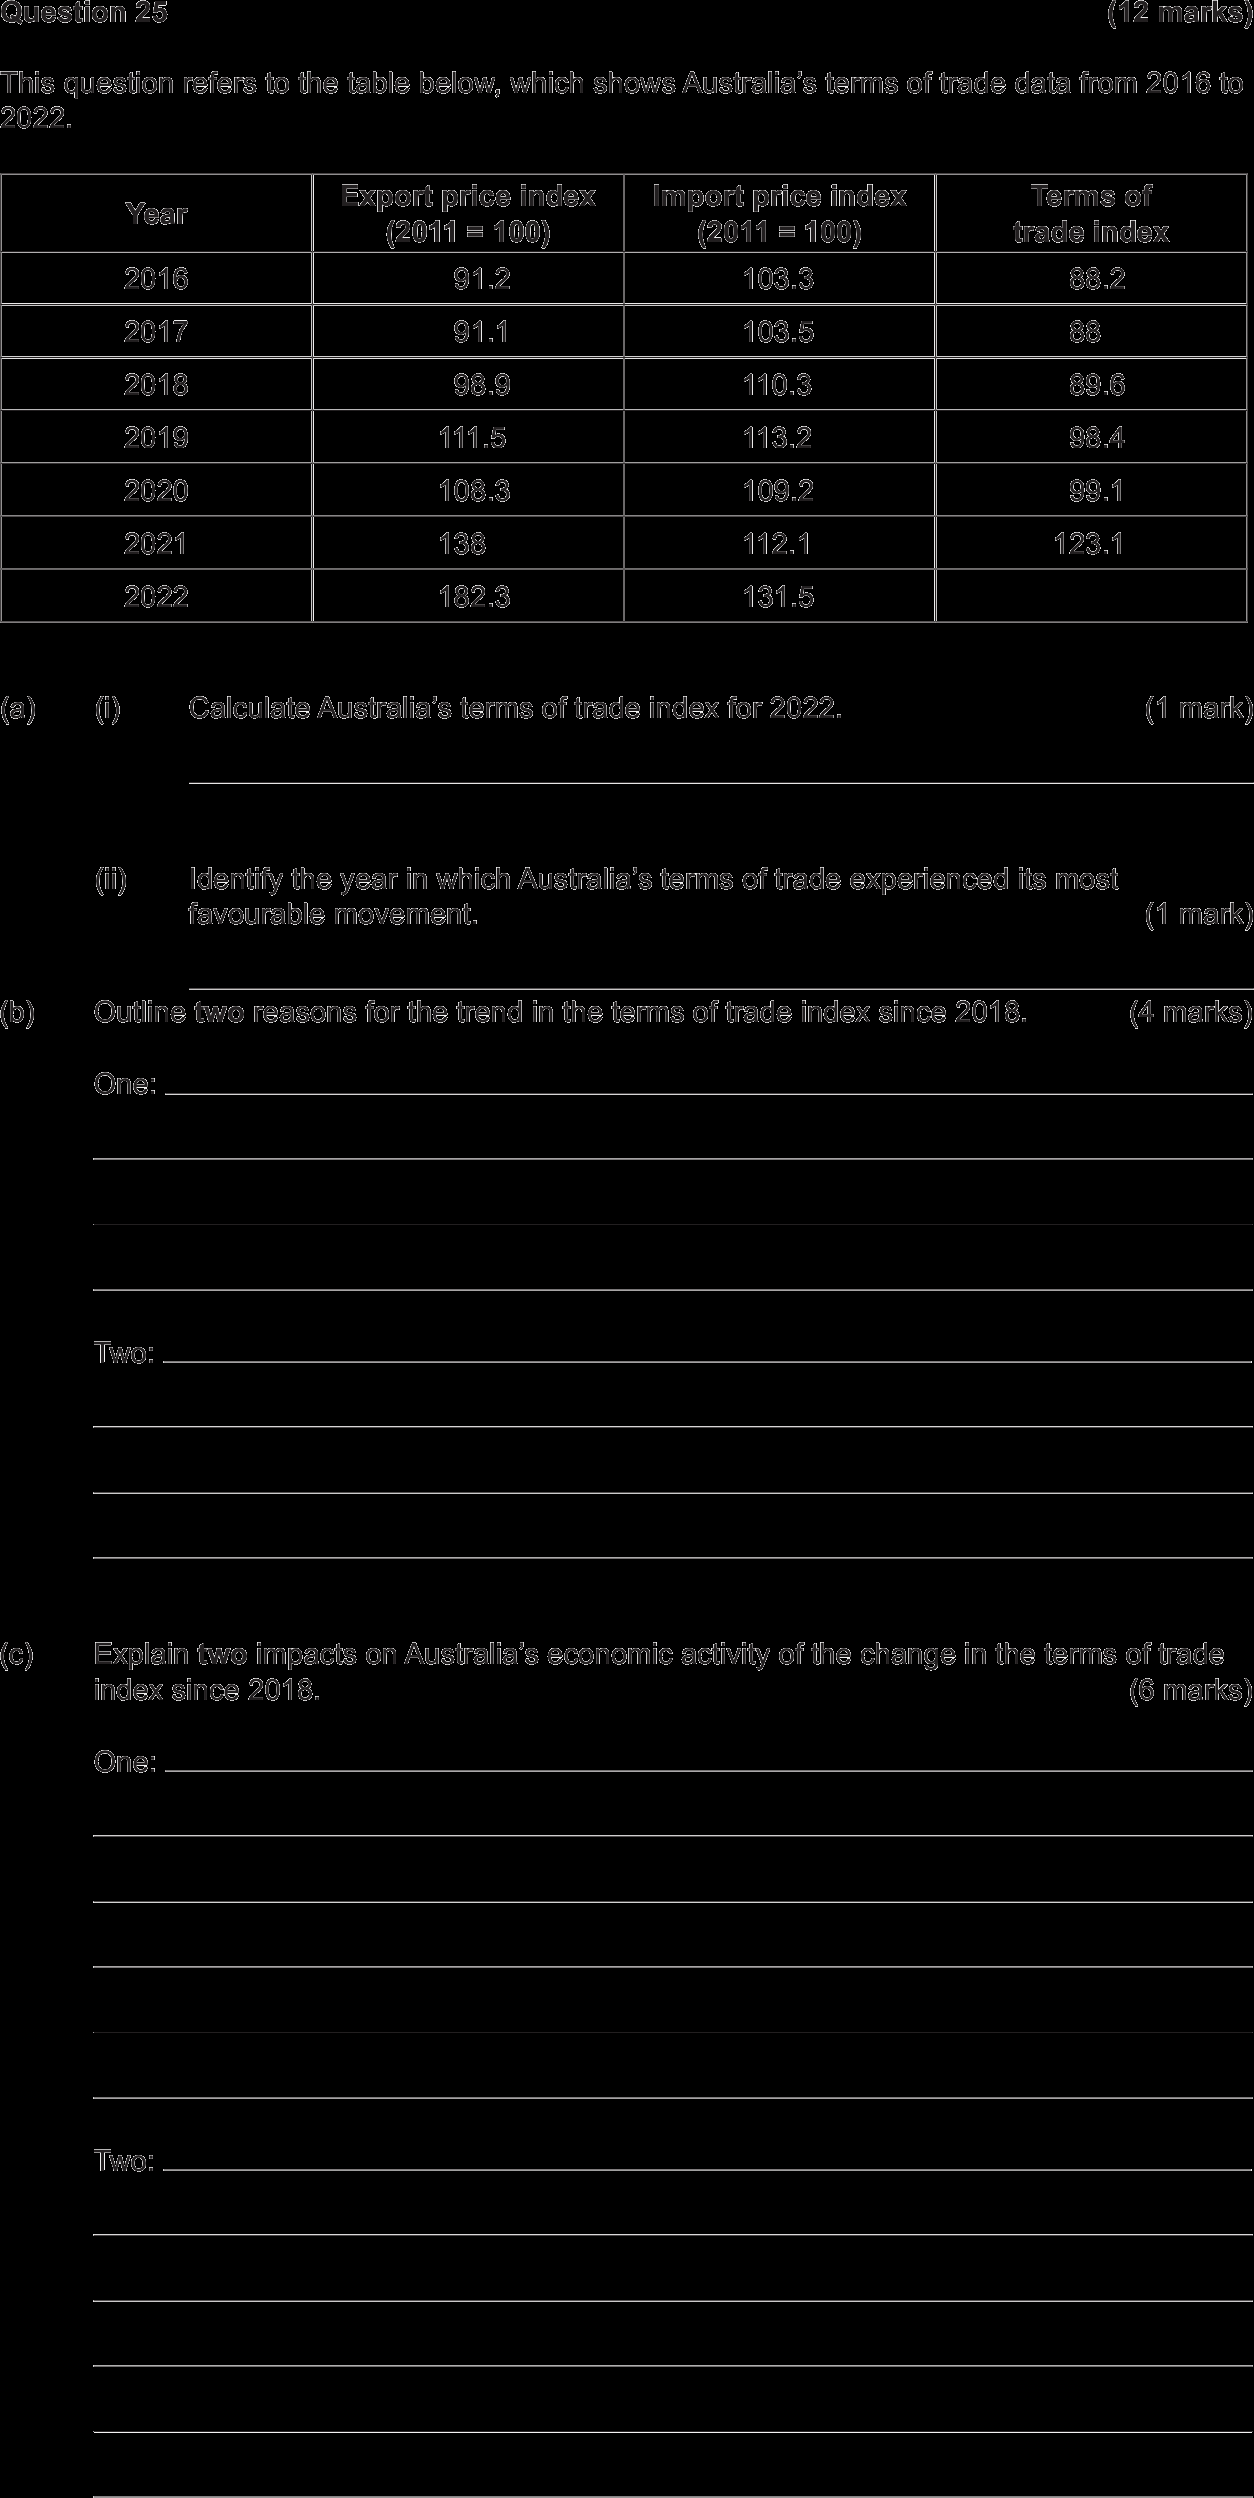 Question 25 (12 marks)
This question refers to the table below, which shows Australia's terms of trade data from 2016 to
2022.
Year Export price index (2011 = 100) Import price index (2011 = 100) Terms of trade index
2016 91.2 103.3 88.2
2017 91.1 103.5 88
2018 98.9 110.3 89.6
2019 111.5 113.2 98.4
2020 108.3 109.2 99.1
2021 138 112.1 123.1
2022 182.3 131.5
(a) (i) Calculate Australia's terms of trade index for 2022. (1 mark)
(ii) Identify the year in which Australia's terms of trade experienced its most
favourable movement. (1 mark)
(b) Outline two reasons for the trend in the terms of trade index since 2018. (4 marks)
One:
Two:
(c) Explain two impacts on Australia's economic activity of the change in the terms of trade
index since 2018. (6 marks)
One:
Two: